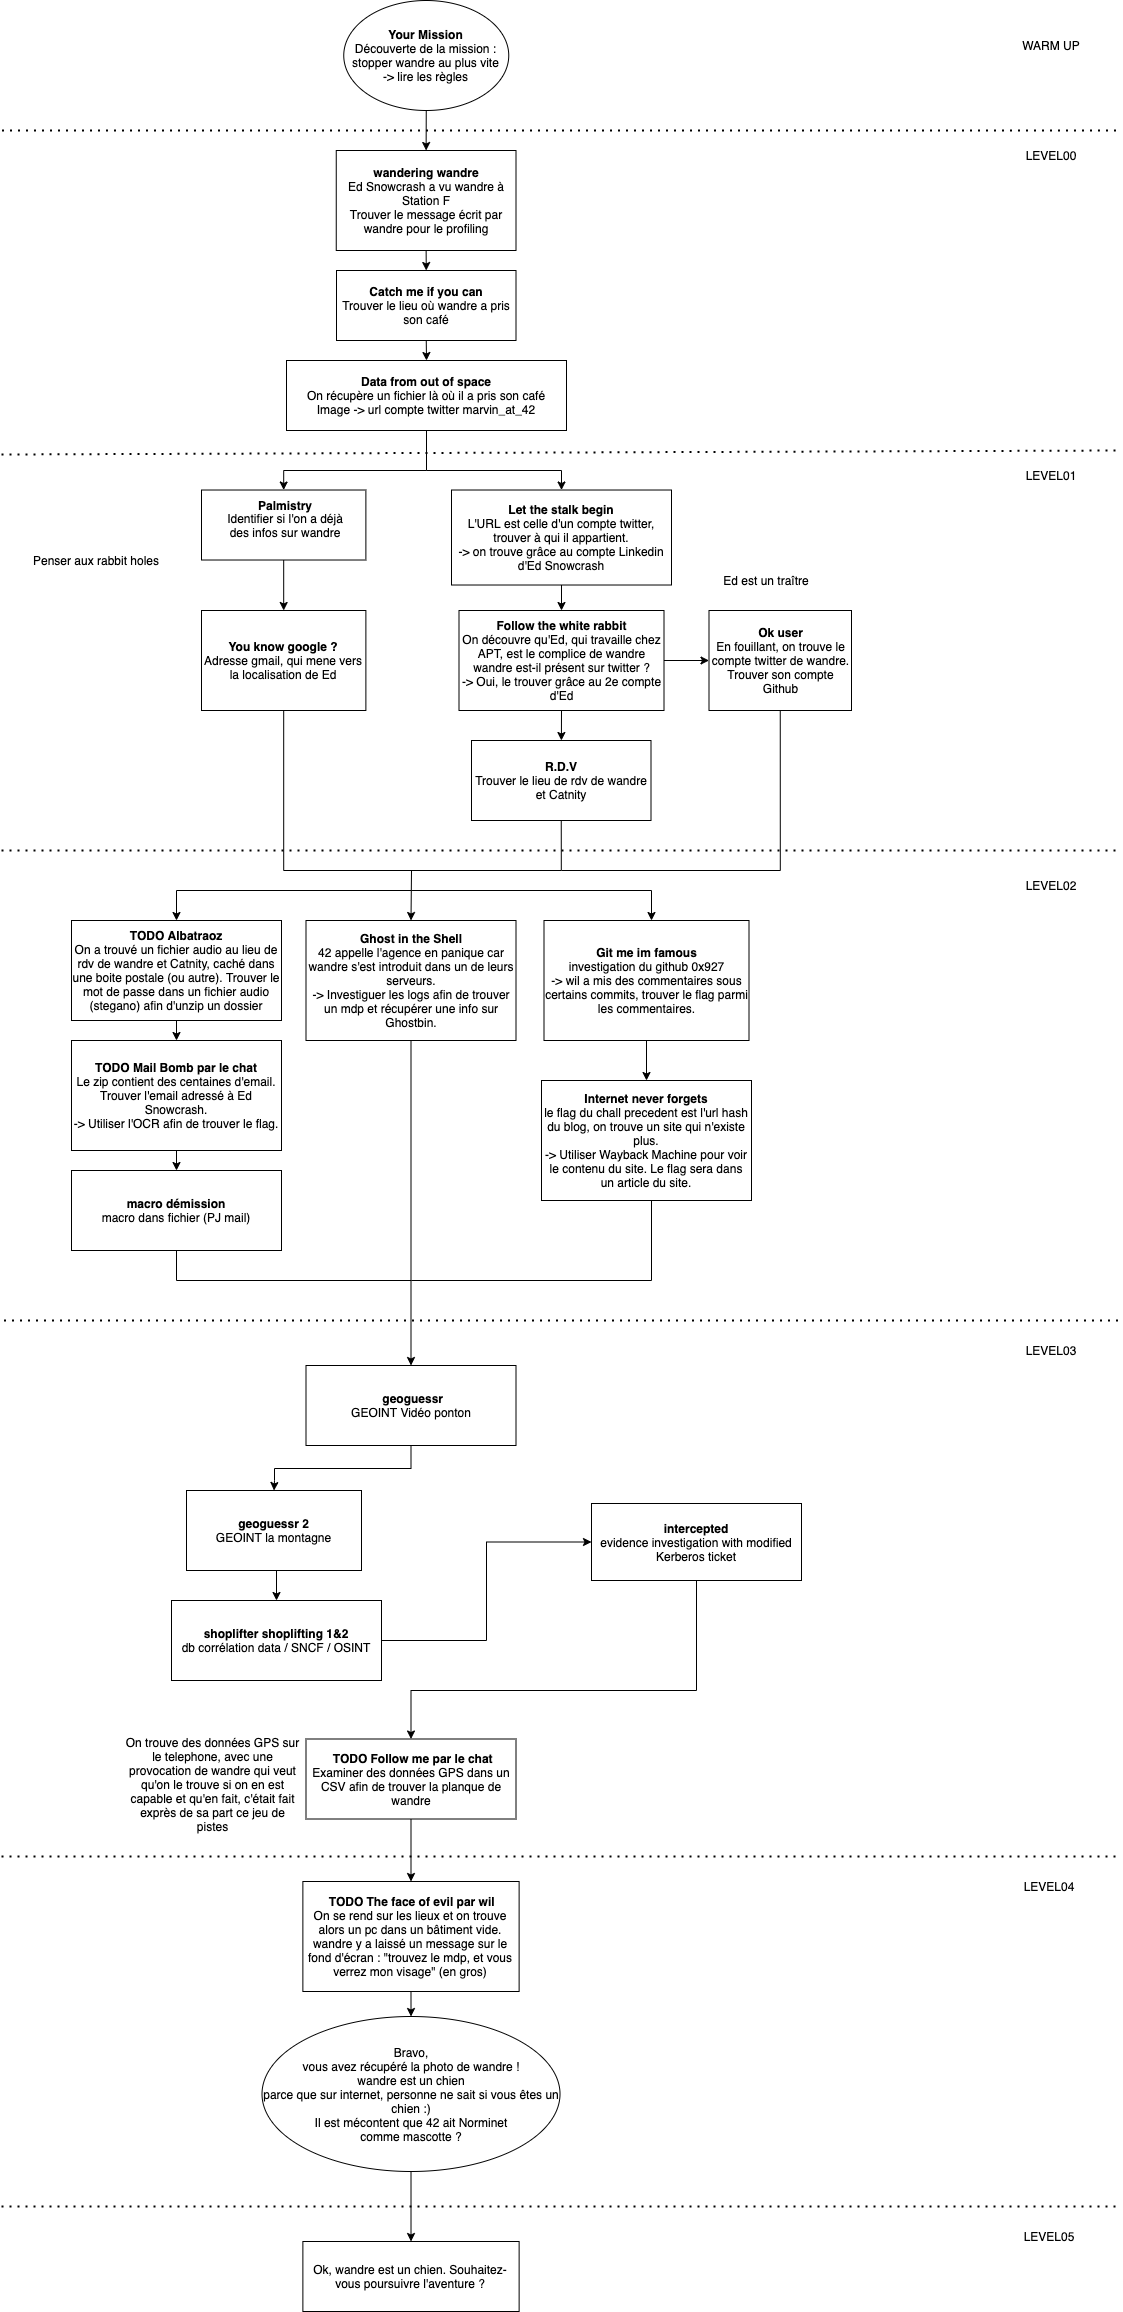 Your Mission
Découverte de la mission :
stopper wandre au plus vite
-> lire les règles
WARM UP
LEVEL00
wandering wandre
Ed Snowcrash a vu wandre à
Station F
Trouver le message écrit par
wandre pour le profiling
Catch me if you can
Trouver le lieu où wandre a pris
son café
Data from out of space
On récupère un fichier là où il a pris son café
Image -> url compte twitter marvin_at_42
LEVEL01
Palmistry
Identifier si l'on a déjà
des infos sur wandre
Let the stalk begin
L'URL est celle d'un compte twitter,
trouver à qui il appartient.
-> on trouve grâce au compte Linkedin
d'Ed Snowcrash
Penser aux rabbit holes
Ed est un traître
You know google ?
Adresse gmail, qui mene vers
la localisation de Ed
Follow the white rabbit
On découvre qu'Ed, qui travaille chez
APT, est le complice de wandre
wandre est-il présent sur twitter ?
-> Oui, le trouver grâce au 2e compte
d'Ed
Ok user
En fouillant, on trouve le
compte twitter de wandre.
Trouver son compte
Github
R.D.V
Trouver le lieu de rdv de wandre
et Catnity
LEVEL02
TODO Albatraoz
On a trouvé un fichier audio au lieu de
rdv de wandre et Catnity, caché dans
une boite postale (ou autre). Trouver le
mot de passe dans un fichier audio
(stegano) afin d'unzip un dossier
Ghost in the Shell
42 appelle l'agence en panique car
wandre s'est introduit dans un de leurs
serveurs.
-> Investiguer les logs afin de trouver
un mdp et récupérer une info sur
Ghostbin.
Git me im famous
investigation du github 0x927
-> wil a mis des commentaires sous
certains commits, trouver le flag parmi
les commentaires.
TODO Mail Bomb par le chat
Le zip contient des centaines d'email.
Trouver l'email adressé à Ed
Snowcrash.
-> Utiliser l'OCR afin de trouver le flag.
Internet never forgets
le flag du chall precedent est l'url hash
du blog, on trouve un site qui n'existe
plus.
-> Utiliser Wayback Machine pour voir
le contenu du site. Le flag sera dans
un article du site.
macro démission
macro dans fichier (PJ mail)
LEVEL03
geoguessr
GEOINT Vidéo ponton
geoguessr 2
GEOINT la montagne
intercepted
evidence investigation with modified
Kerberos ticket
shoplifter shoplifting 1&2
db corrélation data / SNCF / OSINT
On trouve des données GPS sur
le telephone, avec une
provocation de wandre qui veut
qu'on le trouve si on en est
capable et qu'en fait, c'était fait
exprès de sa part ce jeu de
pistes
TODO Follow me par le chat
Examiner des données GPS dans un
CSV afin de trouver la planque de
wandre
LEVEL04
TODO The face of evil par wil
On se rend sur les lieux et on trouve
alors un pc dans un bâtiment vide.
wandre y a laissé un message sur le
fond d'écran : "trouvez le mdp, et vous
verrez mon visage" (en gros)
Bravo,
vous avez récupéré la photo de wandre !
wandre est un chien
parce que sur internet, personne ne sait si vous êtes un
chien :)
Il est mécontent que 42 ait Norminet
comme mascotte ?
LEVEL05
Ok, wandre est un chien. Souhaitez-
vous poursuivre l'aventure ?